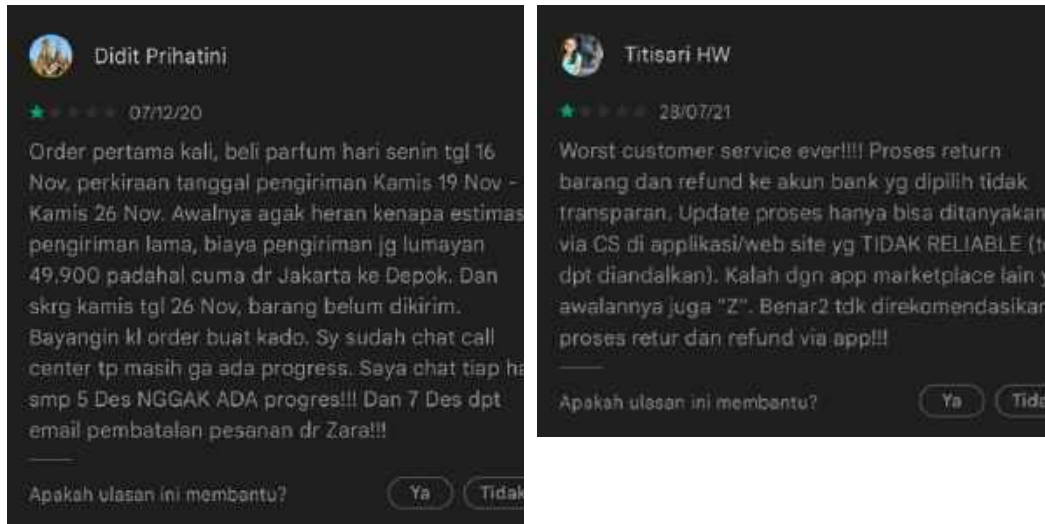 Didit Prihatini
07/12/20
Order pertama kali, beli parfum hari senin tgl 16
Nov, perkiraan tanggal pengiriman Kamis 19 Nov -
Kamis 26 Nov. Awalnya agak heran kenapa estimas
pengiriman lama, biaya pengiriman jg lumayan
49.900 padahal cuma dr Jakarta ke Depok. Dan
skrg kamis tgl 26 Nov, barang belum dikirim.
Bayangin kl order buat kado. Sy sudah chat call
center tp masih ga ada progress. Saya chat tiap ha
smp 5 Des NGGAK ADA progres!!! Dan 7 Des dpt
email pembatalan pesanan dr Zara!!!
Apakah ulasan ini membantu?
Ya
Tidak
Titisari HW
28/07/21
Worst customer service ever!!!! Proses return
barang dan refund ke akun bank yg dipilih tidak
transparan. Update proses hanya bisa ditanyakan
via CS di applikasi/web site yg TIDAK RELIABLE (t
dpt diandalkan). Kalah dgn app marketplace lain y
awalannya juga "Z". Benar2 tdk direkomendasikan
proses retur dan refund via app!!!
Apakah ulasan ini membantu?
Ya
Tida